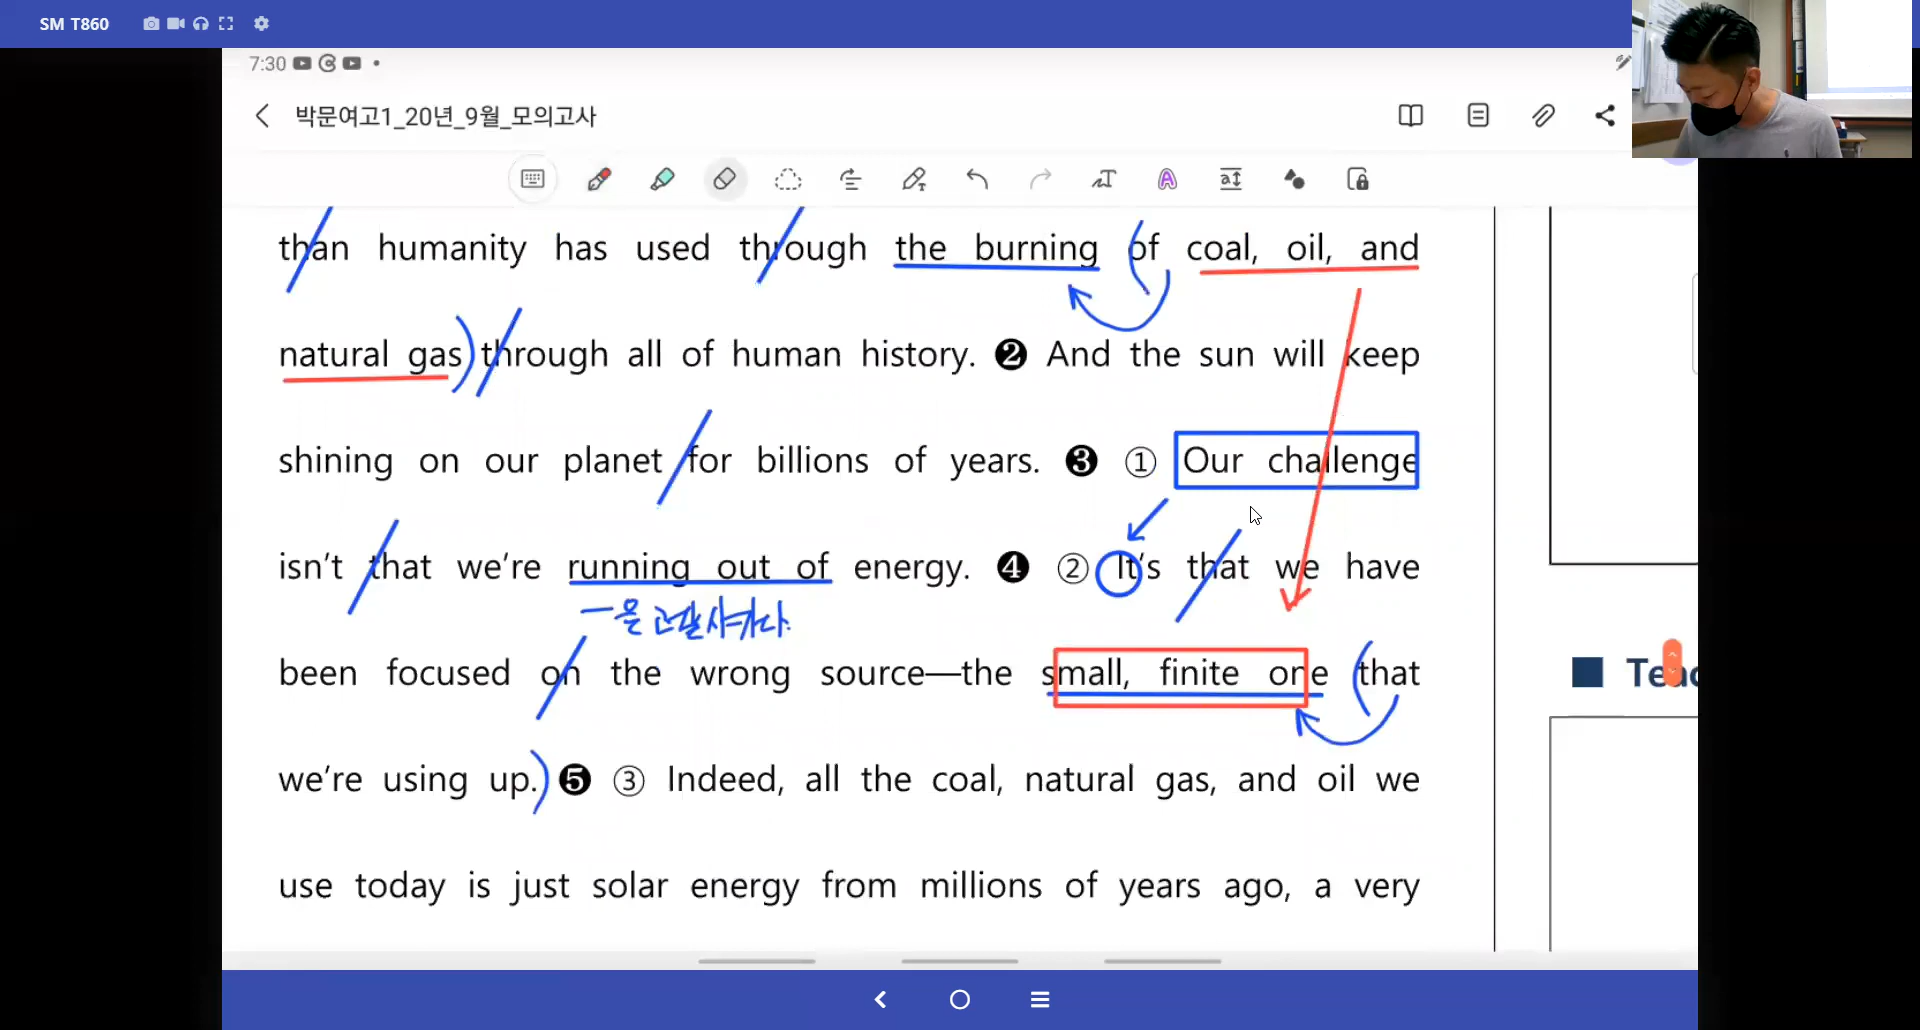 SM T860
7:30
박문여고1_20년_9월_모의고사
than humanity has used through the burning of coal, oil, and
natural gas) through all of human history. ❷ And the sun will keep
shining on our planet for billions of years. ❸ ① Our challenge
isn't that we're running out of energy. ❹ ② It's that we have
~을 고갈시키다.
been focused on the wrong source—the small, finite one (that
we're using up.) ❺ ③ Indeed, all the coal, natural gas, and oil we
use today is just solar energy from millions of years ago, a very